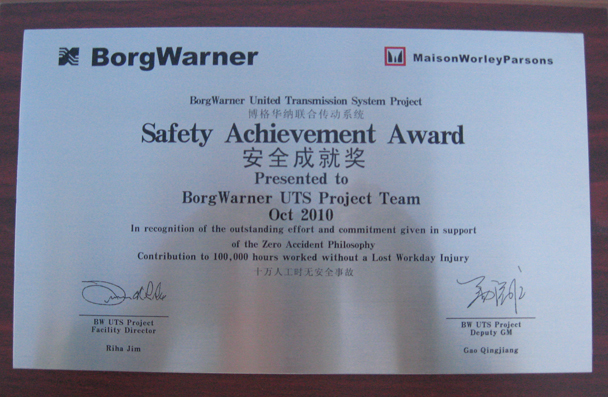 BorgWarner
MaisonWorleyParsons
BorgWarner United Transmission System Project
博格华纳联合传动系统
Safety Achievement Award
安全成就奖
Presented to
BorgWarner UTS Project Team
Oct 2010
In recognition of the outstanding effort and commitment given in support
of the Zero Accident Philosophy
Contribution to 100,000 hours worked without a Lost Workday Injury
十万人工时无安全事故
BW UTS Project
Facility Director
Riha Jim
BW UTS Project
Deputy GM
Gao Qingjiang